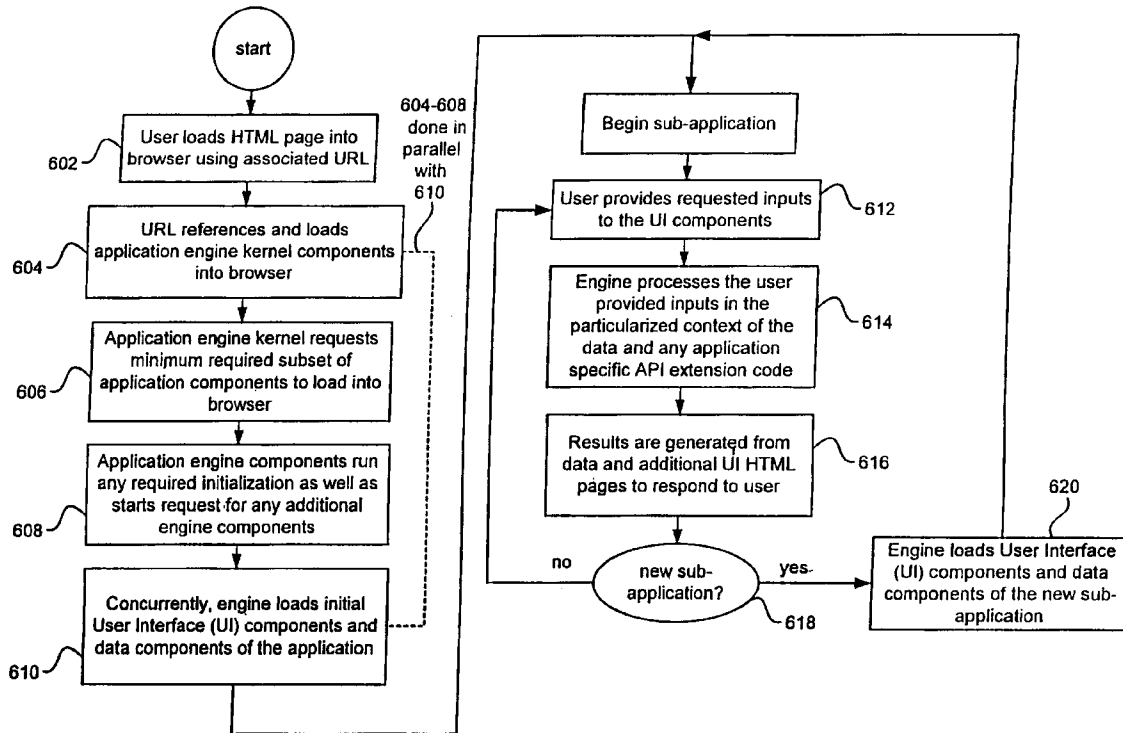 start
User loads HTML page into
browser using associated URL
602
604-608
done in
parallel
with
610
URL references and loads
application engine kernel components
into browser
604
Application engine kernel requests
minimum required subset of
application components to load into
browser
606
Application engine components run
any required initialization as well as
starts request for any additional
engine components
608
Concurrently, engine loads initial
User Interface (UI) components and
data components of the application
610
Begin sub-application
User provides requested inputs
to the UI components
612
Engine processes the user
provided inputs in the
particularized context of the
data and any application
specific API extension code
614
Results are generated from
data and additional UI HTML
pages to respond to user
616
no
new sub-
application?
yes
618
620
Engine loads User Interface
(UI) components and data
components of the new sub-
application